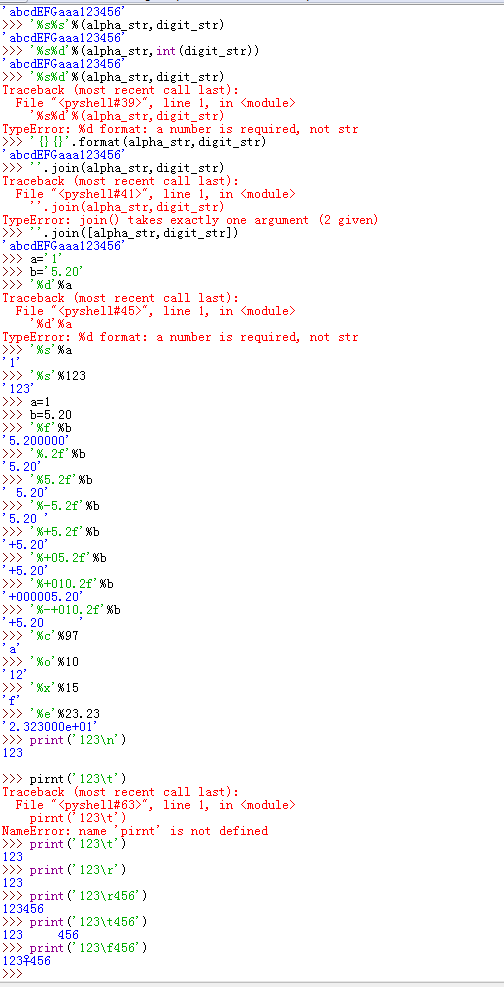 'abcdEFGaaa123456'
>>> '%s%s'%(alpha_str,digit_str)
'abcdEFGaaa123456'
>>> '%s%d'%(alpha_str,int(digit_str))
'abcdEFGaaa123456'
>>> '%s%d'%(alpha_str,digit_str)
Traceback (most recent call last):
  File "<pyshell#39>", line 1, in <module>
    '%s%d'%(alpha_str,digit_str)
TypeError: %d format: a number is required, not str
>>> '{}{}'.format(alpha_str,digit_str)
'abcdEFGaaa123456'
>>> ''.join(alpha_str,digit_str)
Traceback (most recent call last):
  File "<pyshell#41>", line 1, in <module>
    ''.join(alpha_str,digit_str)
TypeError: join() takes exactly one argument (2 given)
>>> ''.join([alpha_str,digit_str])
'abcdEFGaaa123456'
>>> a='1'
>>> b='5.20'
>>> '%d'%a
Traceback (most recent call last):
  File "<pyshell#45>", line 1, in <module>
    '%d'%a
TypeError: %d format: a number is required, not str
>>> '%s'%a
'1'
>>> '%s'%123
'123'
>>> a=1
>>> b=5.20
>>> '%f'%b
'5.200000'
>>> '%.2f'%b
'5.20'
>>> '%5.2f'%b
' 5.20'
>>> '%-5.2f'%b
'5.20 '
>>> '%+5.2f'%b
'+5.20'
>>> '%+05.2f'%b
'+5.20'
>>> '%+010.2f'%b
'+000005.20'
>>> '%-+010.2f'%b
'+5.20     '
>>> '%c'%97
'a'
>>> '%o'%10
'12'
>>> '%x'%15
'f'
>>> '%e'%23.23
'2.323000e+01'
>>> print('123\n')
123

>>> pirnt('123\t')
Traceback (most recent call last):
  File "<pyshell#63>", line 1, in <module>
    pirnt('123\t')
NameError: name 'pirnt' is not defined
>>> print('123\t')
123
>>> print('123\r')
123
>>> print('123\r456')
123456
>>> print('123\t456')
123     456
>>> print('123\f456')
123♀456
>>>